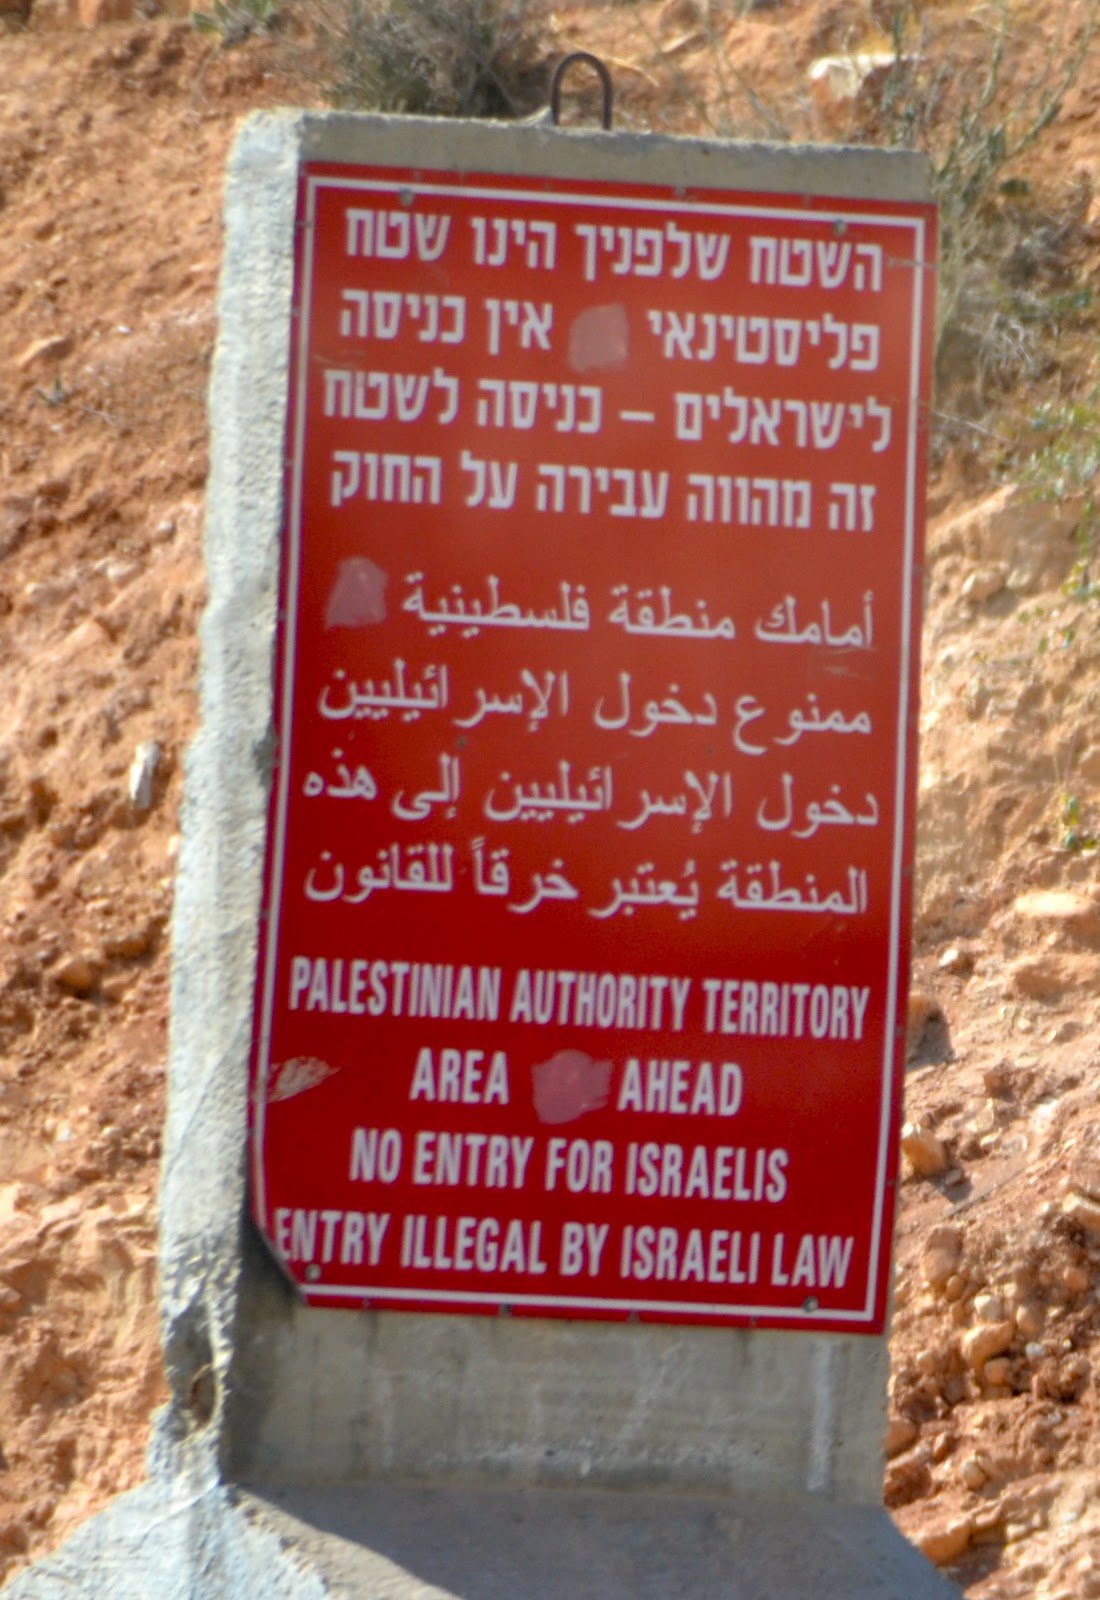 השטח שלפניך הינו שטח
פליסטינאי אין כניסה
לישראלים – כניסה לשטח
זה מהווה עבירה על החוק
أمامك منطقة فلسطينية
ممنوع دخول الإسرائيليين
دخول الإسرائيليين إلى هذه
المنطقة يُعتبر خرقاً للقانون
PALESTINIAN AUTHORITY TERRITORY
AREA AHEAD
NO ENTRY FOR ISRAELIS
ENTRY ILLEGAL BY ISRAELI LAW